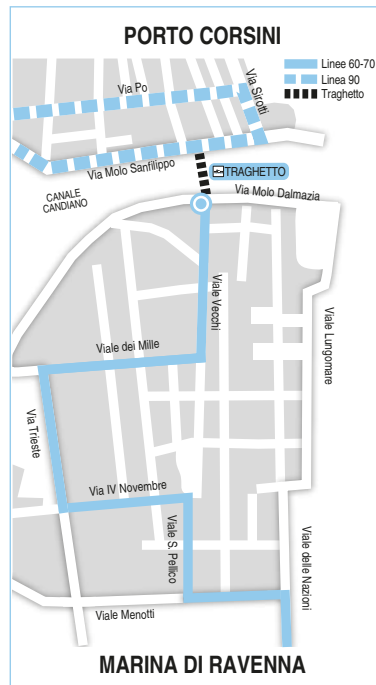 PORTO CORSINI
Linee 60-70
Linea 90
Traghetto
Via Po
Via Sirotti
Via Molo Sanfilippo
TRAGHETTO
CANALE
CANDIANO
Via Molo Dalmazia
Viale Vecchi
Viale Lungomare
Viale dei Mille
Via Trieste
Via IV Novembre
Viale S. Pellico
Viale delle Nazioni
Viale Menotti
MARINA DI RAVENNA